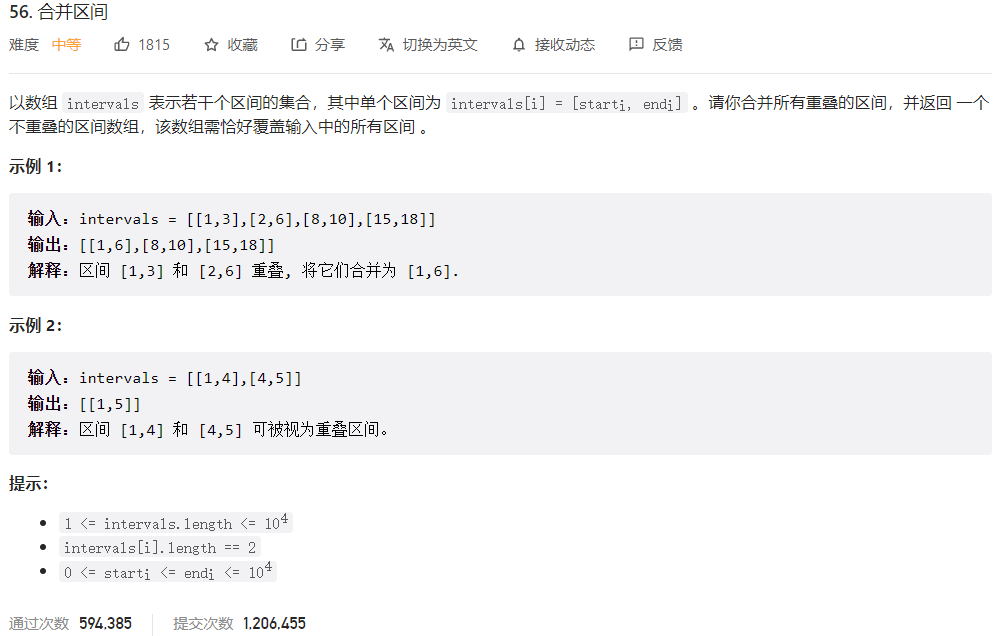 56. 合并区间
难度 中等 1815 收藏 分享 切换为英文 接收动态 反馈
以数组 intervals 表示若干个区间的集合，其中单个区间为 intervals[i] = [starti, endi] 。请你合并所有重叠的区间，并返回 一个
不重叠的区间数组，该数组需恰好覆盖输入中的所有区间 。
示例 1：
输入：intervals = [[1,3],[2,6],[8,10],[15,18]]
输出：[[1,6],[8,10],[15,18]]
解释：区间 [1,3] 和 [2,6] 重叠, 将它们合并为 [1,6].
示例 2：
输入：intervals = [[1,4],[4,5]]
输出：[[1,5]]
解释：区间 [1,4] 和 [4,5] 可被视为重叠区间。
提示：
1 <= intervals.length <= 10^4
intervals[i].length == 2
0 <= starti <= endi <= 10^4
通过次数 594,385 提交次数 1,206,455